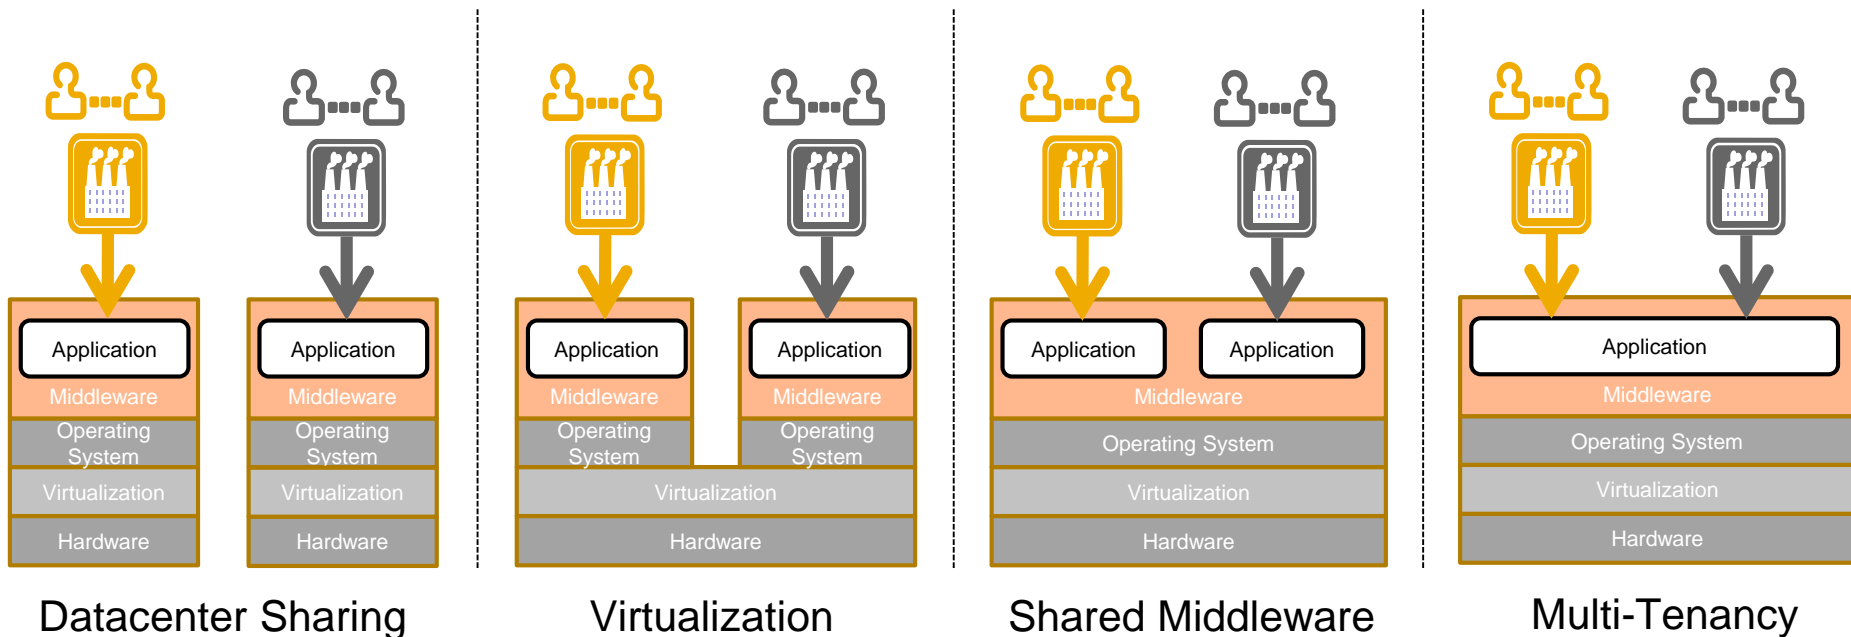 Application
Middleware
Operating
System
Virtualization
Hardware
Application
Middleware
Operating
System
Virtualization
Hardware
Datacenter Sharing
Application
Middleware
Operating
System
Application
Middleware
Operating
System
Virtualization
Hardware
Virtualization
Application
Application
Middleware
Operating System
Virtualization
Hardware
Shared Middleware
Application
Middleware
Operating System
Virtualization
Hardware
Multi-Tenancy